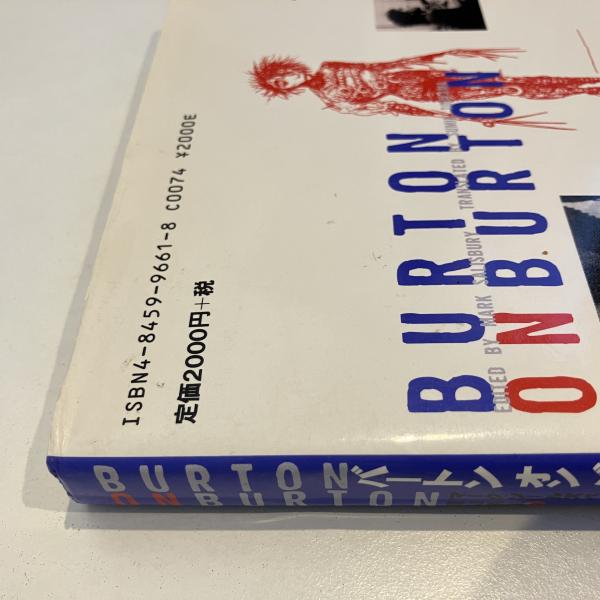 ISBN4-8459-9661-8 C0074 ¥2000E
定価2000円+税
BURTON
EDITED BY MARK SALISBURY TRANSLATED BY
ON BURTON
BURTON
ON BURTON
バートン オン